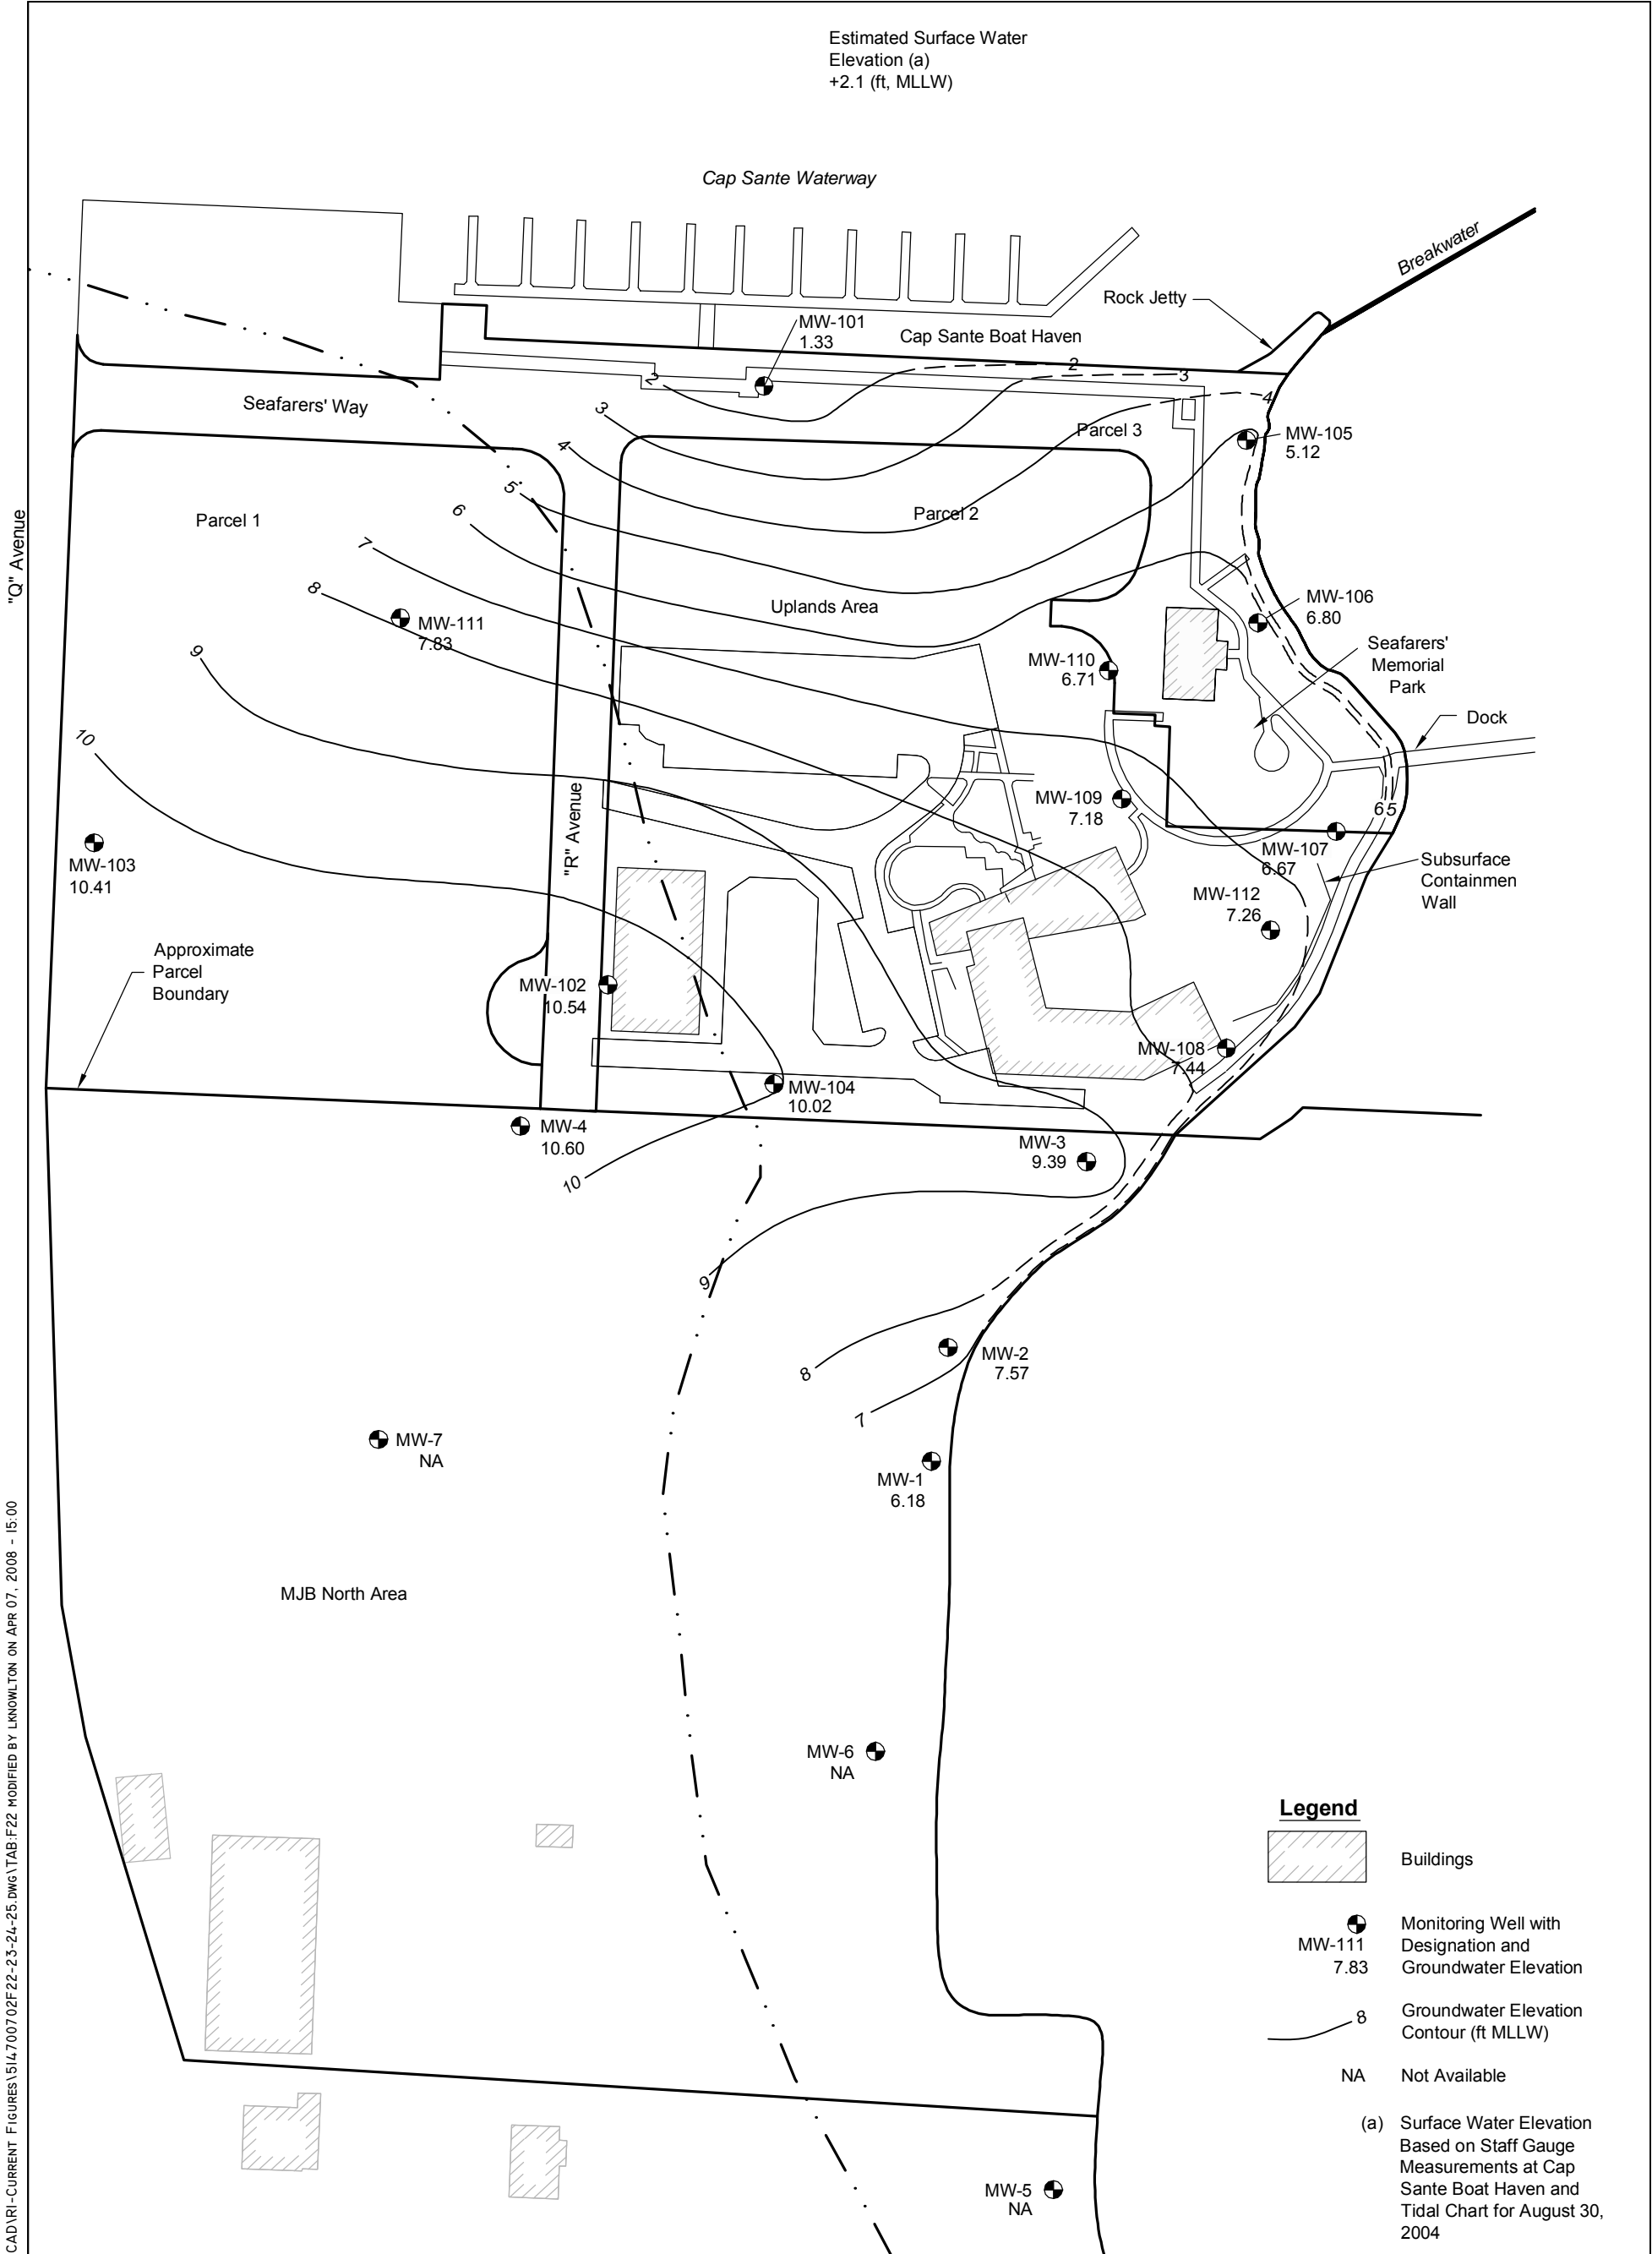 Estimated Surface Water
Elevation (a)
+2.1 (ft, MLLW)
Cap Sante Waterway
Breakwater
Rock Jetty
MW-101
1.33
Cap Sante Boat Haven
2
2
3
4
Seafarers' Way
3
Parcel 3
MW-105
5.12
4
5
6
Parcel 1
Parcel 2
"Q" Avenue
7
8
MW-111
7.83
Uplands Area
MW-106
6.80
Seafarers'
Memorial
Park
MW-110
6.71
9
10
Dock
"R" Avenue
MW-109
7.18
6 5
MW-103
10.41
MW-107
6.67
Subsurface
Containmen
Wall
MW-112
7.26
Approximate
Parcel
Boundary
MW-102
10.54
MW-108
7.44
MW-104
10.02
MW-4
10.60
MW-3
9.39
10
9
8
MW-2
7.57
7
MW-7
NA
MW-1
6.18
MJB North Area
MW-6
NA
MW-5
NA
Legend
Buildings
MW-111
7.83
Monitoring Well with
Designation and
Groundwater Elevation
8
Groundwater Elevation
Contour (ft MLLW)
NA Not Available
(a) Surface Water Elevation
Based on Staff Gauge
Measurements at Cap
Sante Boat Haven and
Tidal Chart for August 30,
2004
CAD\RI-CURRENT FIGURES\514700702F22-23-24-25.DWG\TAB:F22 MODIFIED BY LKNOWLTON ON APR 07, 2008 - 15:00